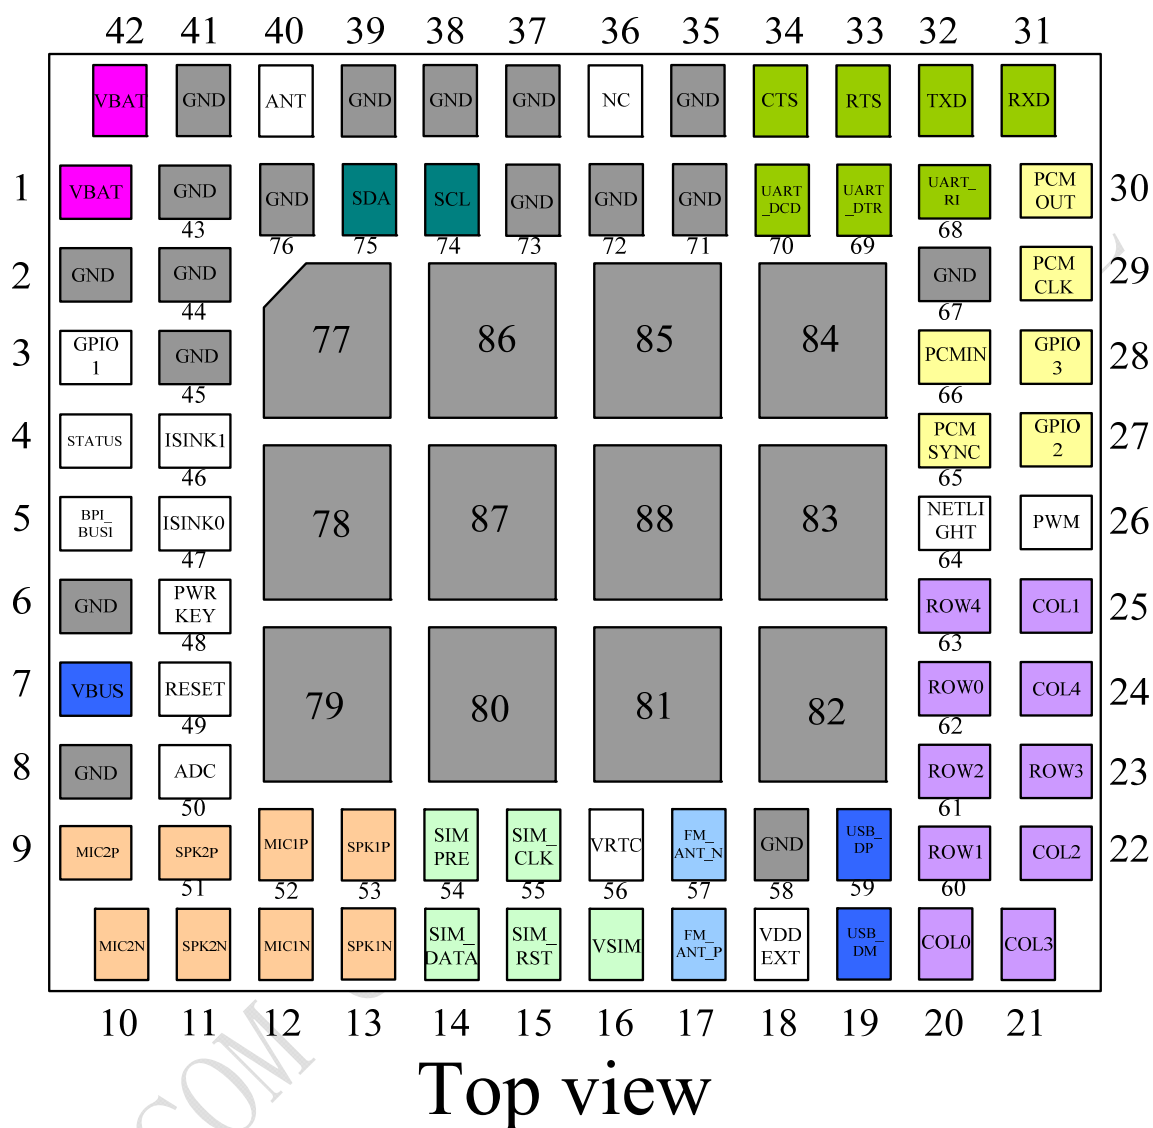 42 41 40 39 38 37 36 35 34 33 32 31
VBAT GND ANT GND GND GND NC GND CTS RTS TXD RXD
1 VBAT GND GND SDA SCL GND GND GND UART_DCD UART_DTR UART_RI PCM OUT 30
43 76 75 74 73 72 71 70 69 68
2 GND GND GND PCM CLK 29
44 67
77 86 85 84
3 GPIO 1 GND PCMIN GPIO 3 28
45 66
4 STATUS ISINK1 PCM SYNC GPIO 2 27
46 65
5 BPI_BUS1 ISINK0 78 87 88 83 NETLIGHT PWM 26
47 64
6 GND PWR KEY ROW4 COL1 25
48 63
7 VBUS RESET ROW0 COL4 24
49 62
79 80 81 82
8 GND ADC ROW2 ROW3 23
50 61
9 MIC2P SPK2P MIC1P SPK1P SIM PRE SIM_CLK VRTC FM_ANT_N GND USB_DP ROW1 COL2 22
51 52 53 54 55 56 57 58 59 60
MIC2N SPK2N MIC1N SPK1N SIM_DATA SIM_RST VSIM FM_ANT_P VDD EXT USB_DM COL0 COL3
10 11 12 13 14 15 16 17 18 19 20 21
Top view
COM